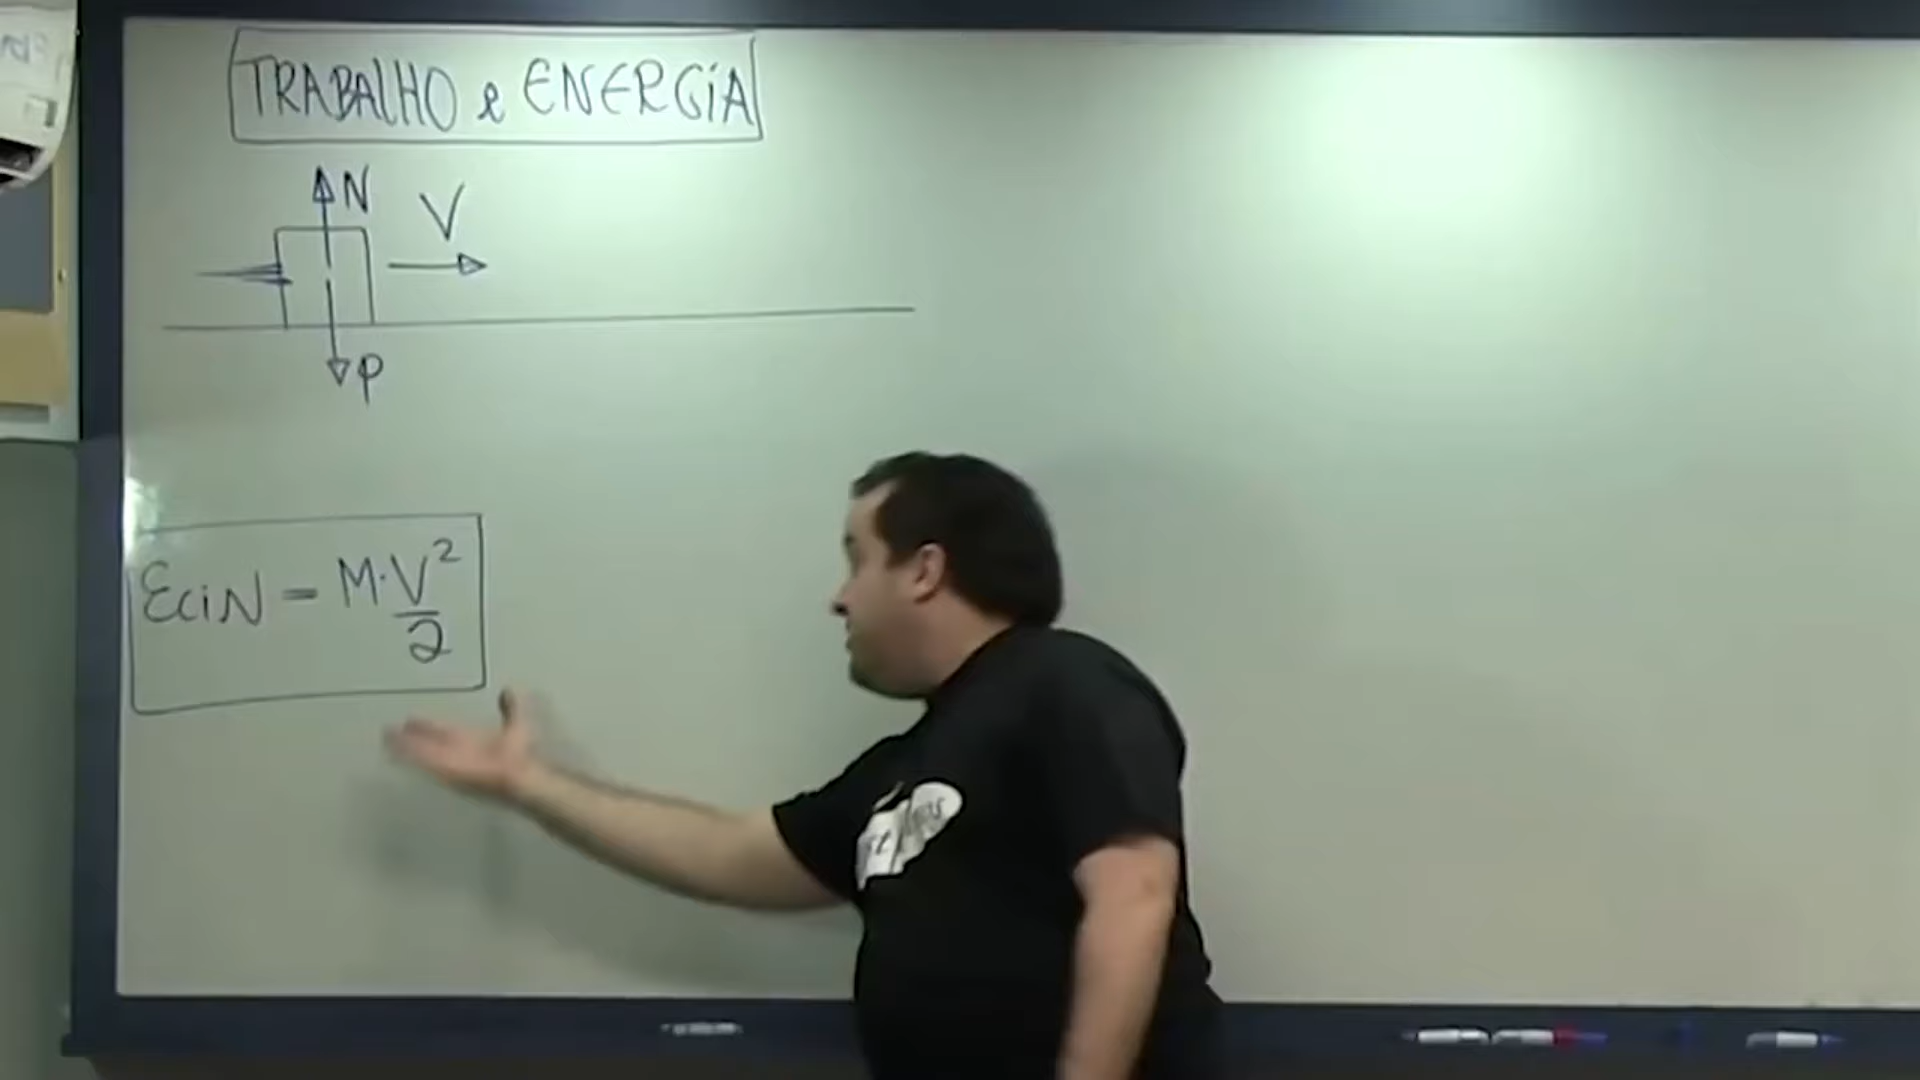 TRABALHO e ENERGIA
N
V
P
Ecin = M·V²/2